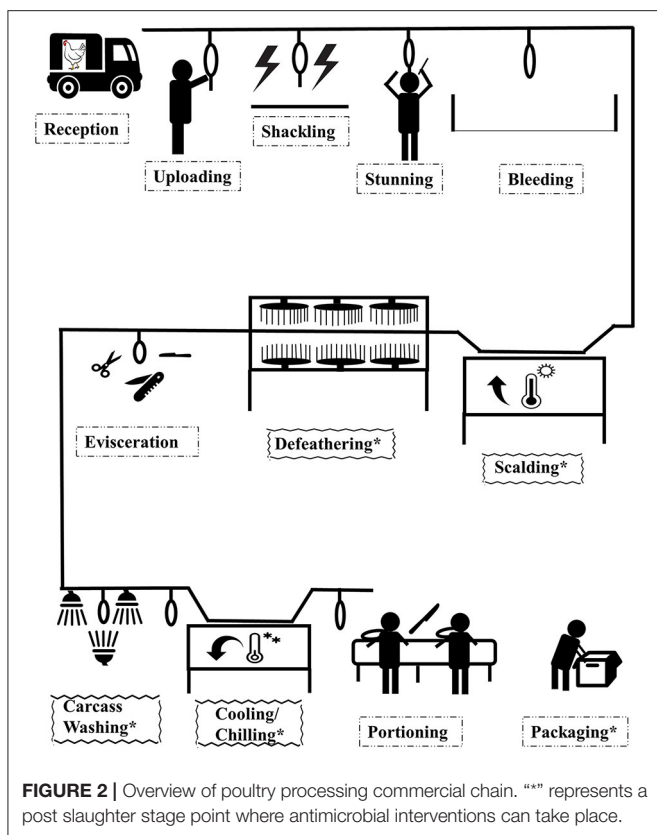 Reception
Uploading
Shackling
Stunning
Bleeding
Evisceration
Defeathering*
Scalding*
Carcass
Washing*
Cooling/
Chilling*
Portioning
Packaging*
FIGURE 2 | Overview of poultry processing commercial chain. “*” represents a
post slaughter stage point where antimicrobial interventions can take place.